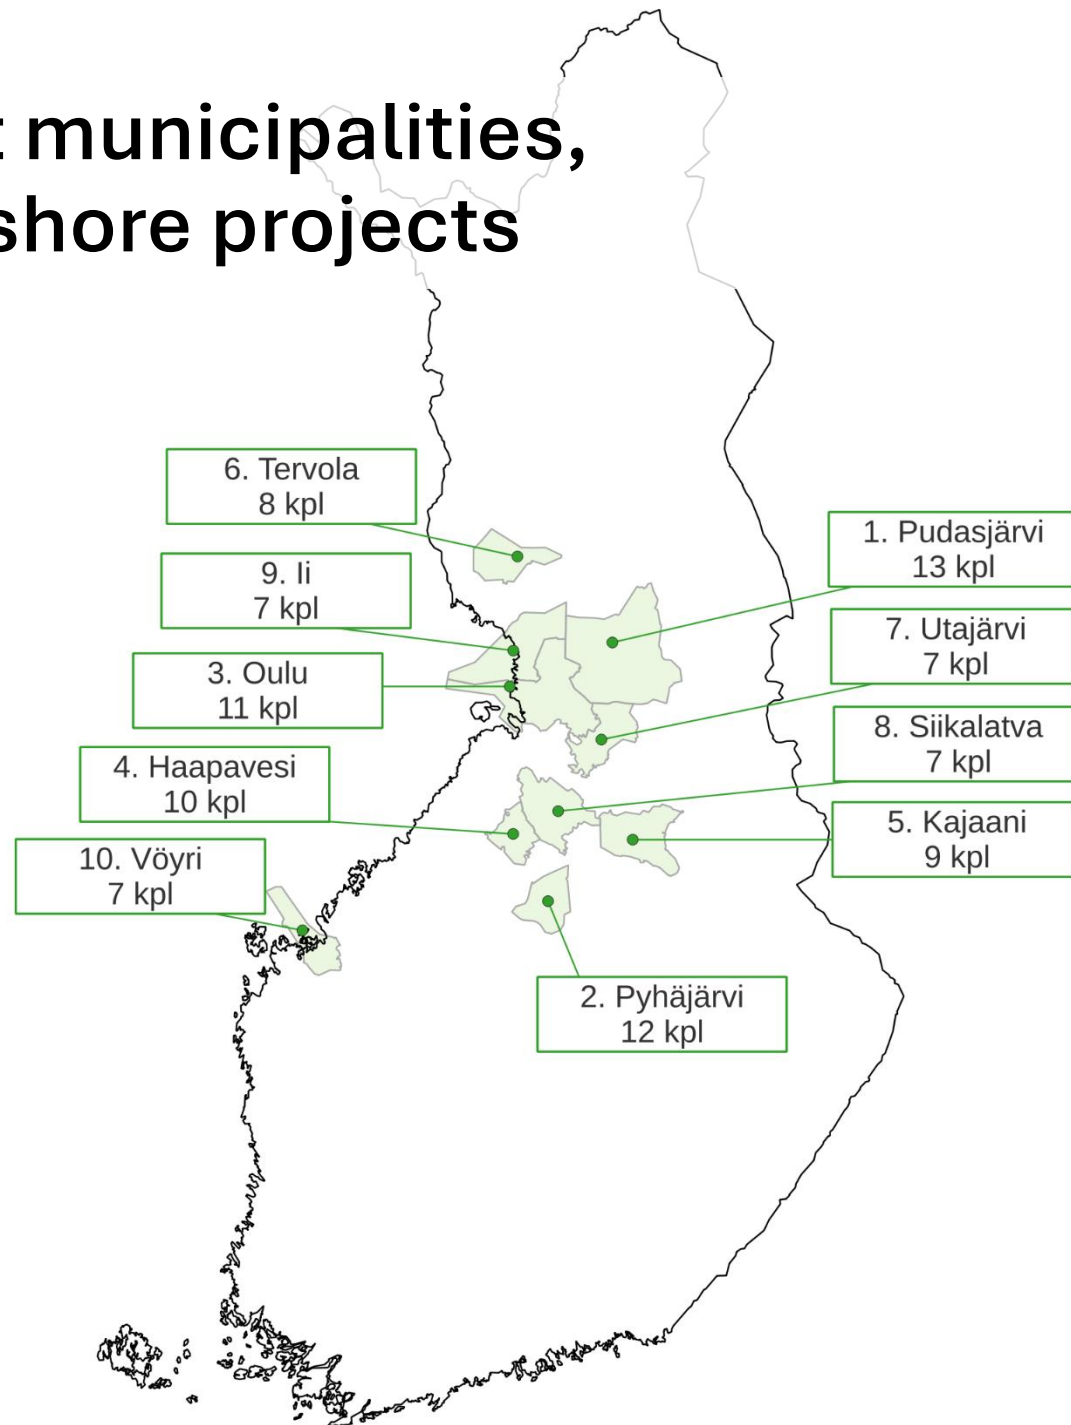 t municipalities,
shore projects
6. Tervola
8 kpl
1. Pudasjärvi
13 kpl
9. Ii
7 kpl
7. Utajärvi
7 kpl
3. Oulu
11 kpl
8. Siikalatva
7 kpl
4. Haapavesi
10 kpl
5. Kajaani
9 kpl
10. Vöyri
7 kpl
2. Pyhäjärvi
12 kpl